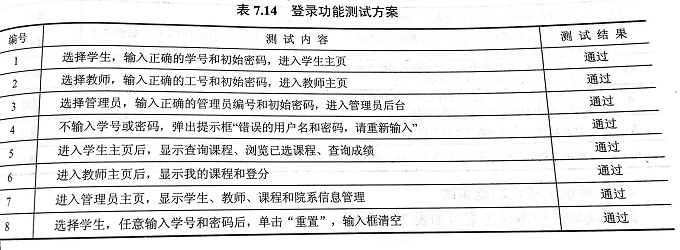 表 7.14 登录功能测试方案
编号 测试内容 测试结果
1 选择学生，输入正确的学号和初始密码，进入学生主页 通过
2 选择教师，输入正确的工号和初始密码，进入教师主页 通过
3 选择管理员，输入正确的管理员编号和初始密码，进入管理员后台 通过
4 不输入学号或密码，弹出提示框“错误的用户名和密码，请重新输入” 通过
5 进入学生主页后，显示查询课程、浏览已选课程、查询成绩 通过
6 进入教师主页后，显示我的课程和登分 通过
7 进入管理员主页，显示学生、教师、课程和院系信息管理 通过
8 选择学生，任意输入学号和密码后，单击“重置”，输入框清空 通过